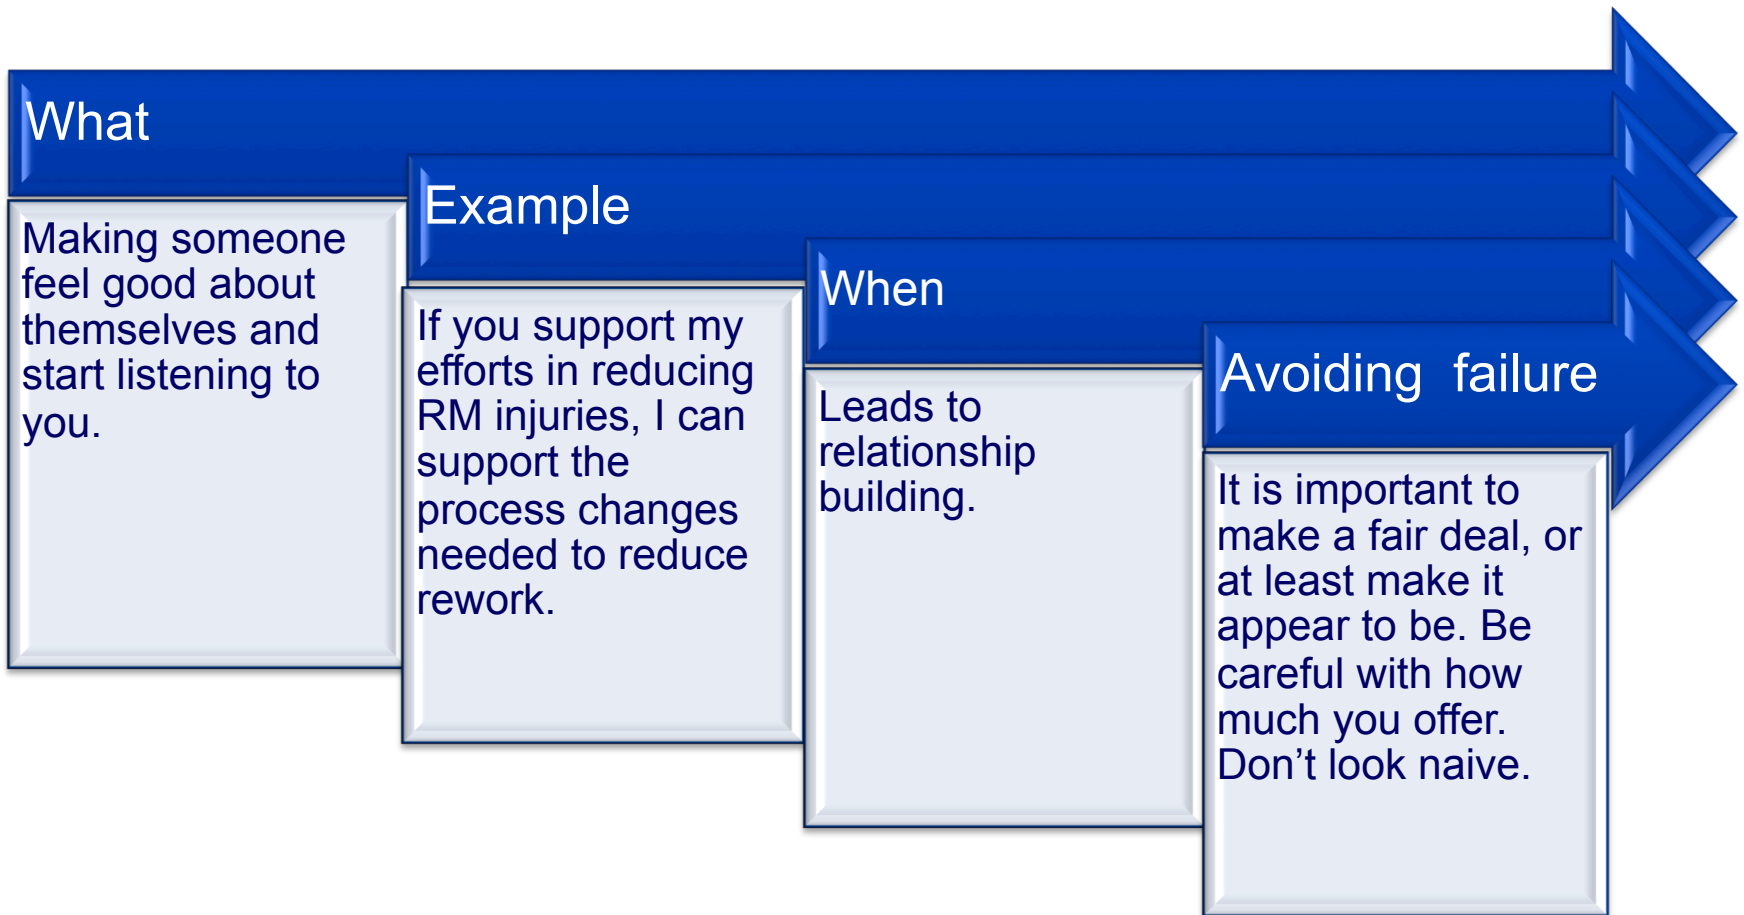 What
Making someone
feel good about
themselves and
start listening to
you.
Example
If you support my
efforts in reducing
RM injuries, I can
support the
process changes
needed to reduce
rework.
When
Leads to
relationship
building.
Avoiding  failure
It is important to
make a fair deal, or
at least make it
appear to be. Be
careful with how
much you offer.
Don’t look naive.